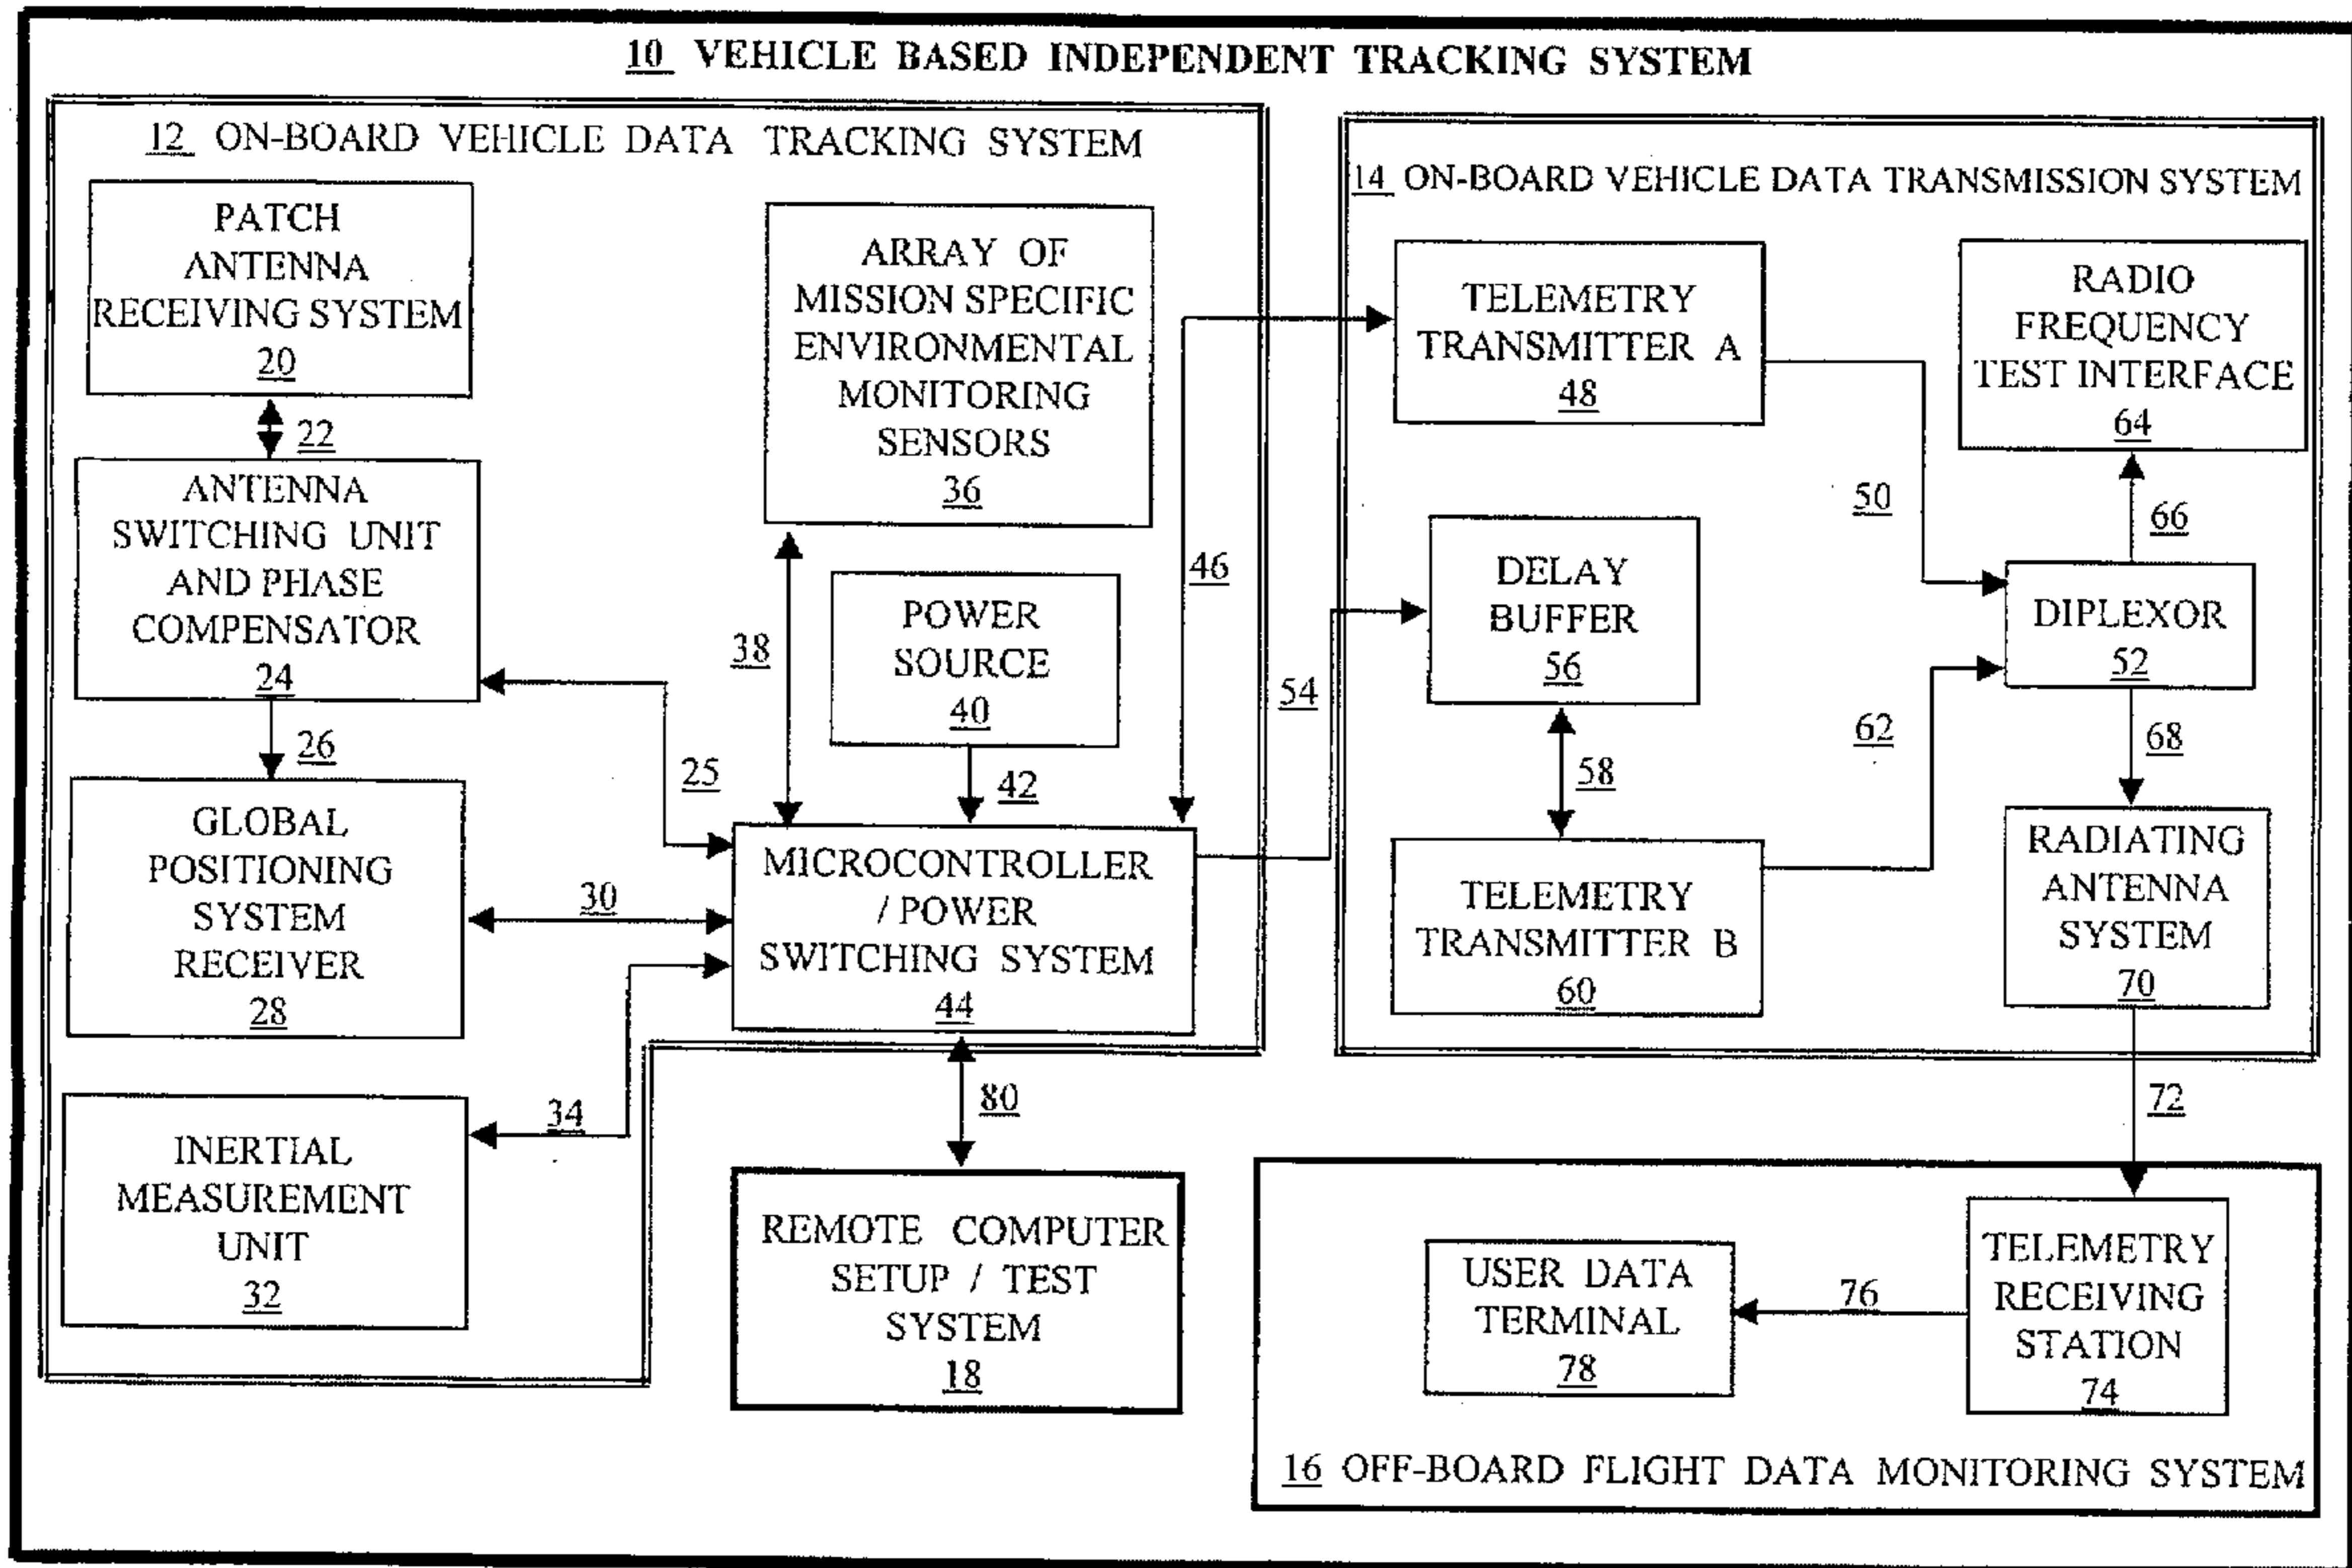 10 VEHICLE BASED INDEPENDENT TRACKING SYSTEM
12 ON-BOARD VEHICLE DATA TRACKING SYSTEM
PATCH
ANTENNA
RECEIVING SYSTEM
20
22
ANTENNA
SWITCHING UNIT
AND PHASE
COMPENSATOR
24
26
25
GLOBAL
POSITIONING
SYSTEM
RECEIVER
28
30
INERTIAL
MEASUREMENT
UNIT
32
34
ARRAY OF
MISSION SPECIFIC
ENVIRONMENTAL
MONITORING
SENSORS
36
38
POWER
SOURCE
40
42
46
MICROCONTROLLER
/ POWER
SWITCHING SYSTEM
44
80
REMOTE COMPUTER
SETUP / TEST
SYSTEM
18
14 ON-BOARD VEHICLE DATA TRANSMISSION SYSTEM
TELEMETRY
TRANSMITTER A
48
50
54
DELAY
BUFFER
56
58
TELEMETRY
TRANSMITTER B
60
62
RADIO
FREQUENCY
TEST INTERFACE
64
66
DIPLEXOR
52
68
RADIATING
ANTENNA
SYSTEM
70
72
TELEMETRY
RECEIVING
STATION
74
76
USER DATA
TERMINAL
78
16 OFF-BOARD FLIGHT DATA MONITORING SYSTEM